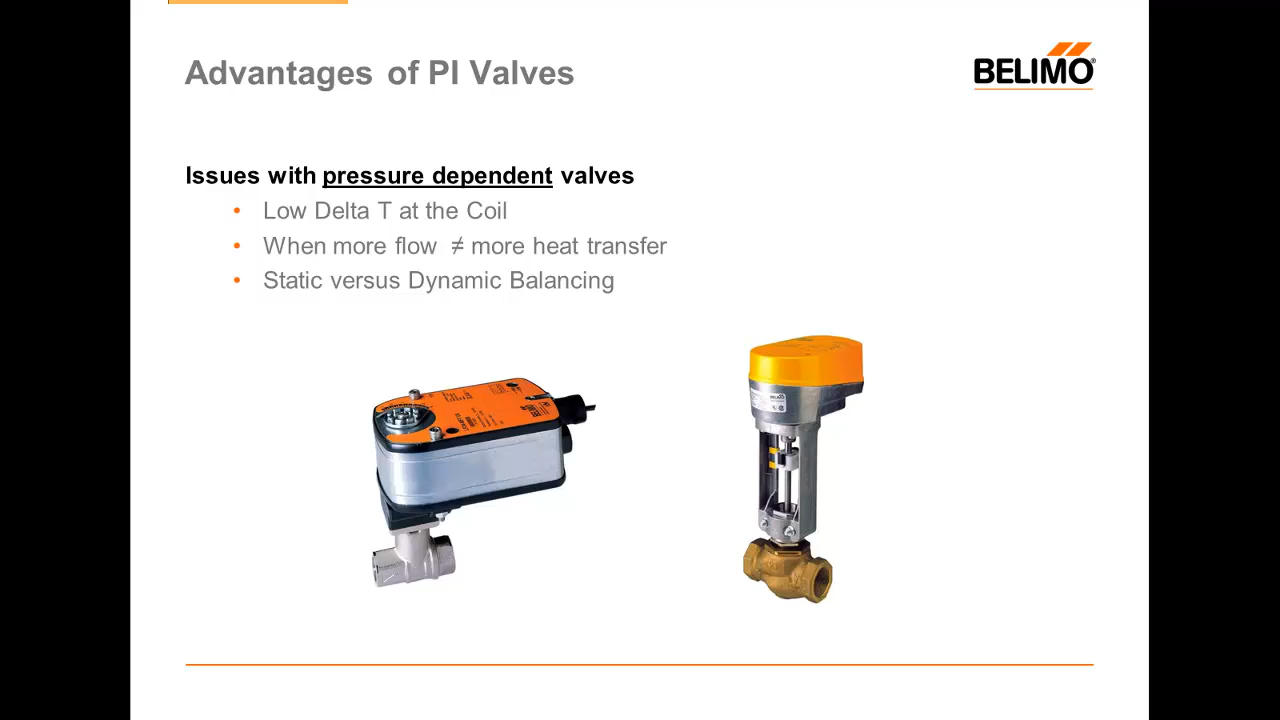 Advantages of PI Valves
BELIMO®
Issues with pressure dependent valves
• Low Delta T at the Coil
• When more flow ≠ more heat transfer
• Static versus Dynamic Balancing
BELIMO